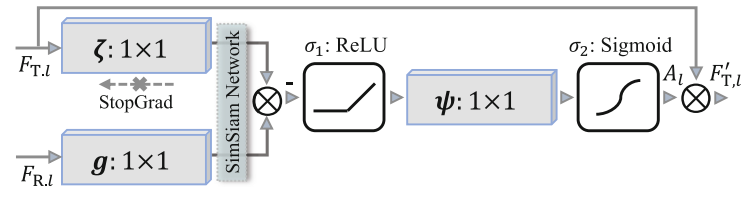 F_T.l
ζ: 1×1
StopGrad
F_R.l
g: 1×1
SimSiam Network
-
σ₁: ReLU
ψ: 1×1
σ₂: Sigmoid
A_l
F′_T,l